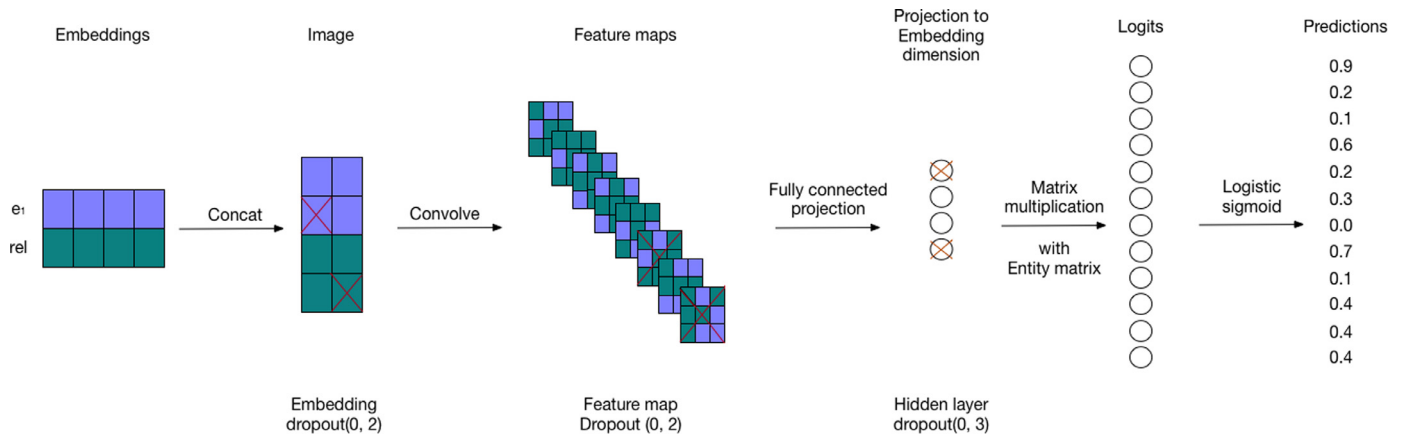 Embeddings
Image
Feature maps
Projection to
Embedding
dimension
Logits
Predictions
e₁
rel
Concat
Convolve
Fully connected
projection
Matrix
multiplication
with
Entity matrix
Logistic
sigmoid
0.9
0.2
0.1
0.6
0.2
0.3
0.0
0.7
0.1
0.4
0.4
0.4
Embedding
dropout(0, 2)
Feature map
Dropout (0, 2)
Hidden layer
dropout(0, 3)